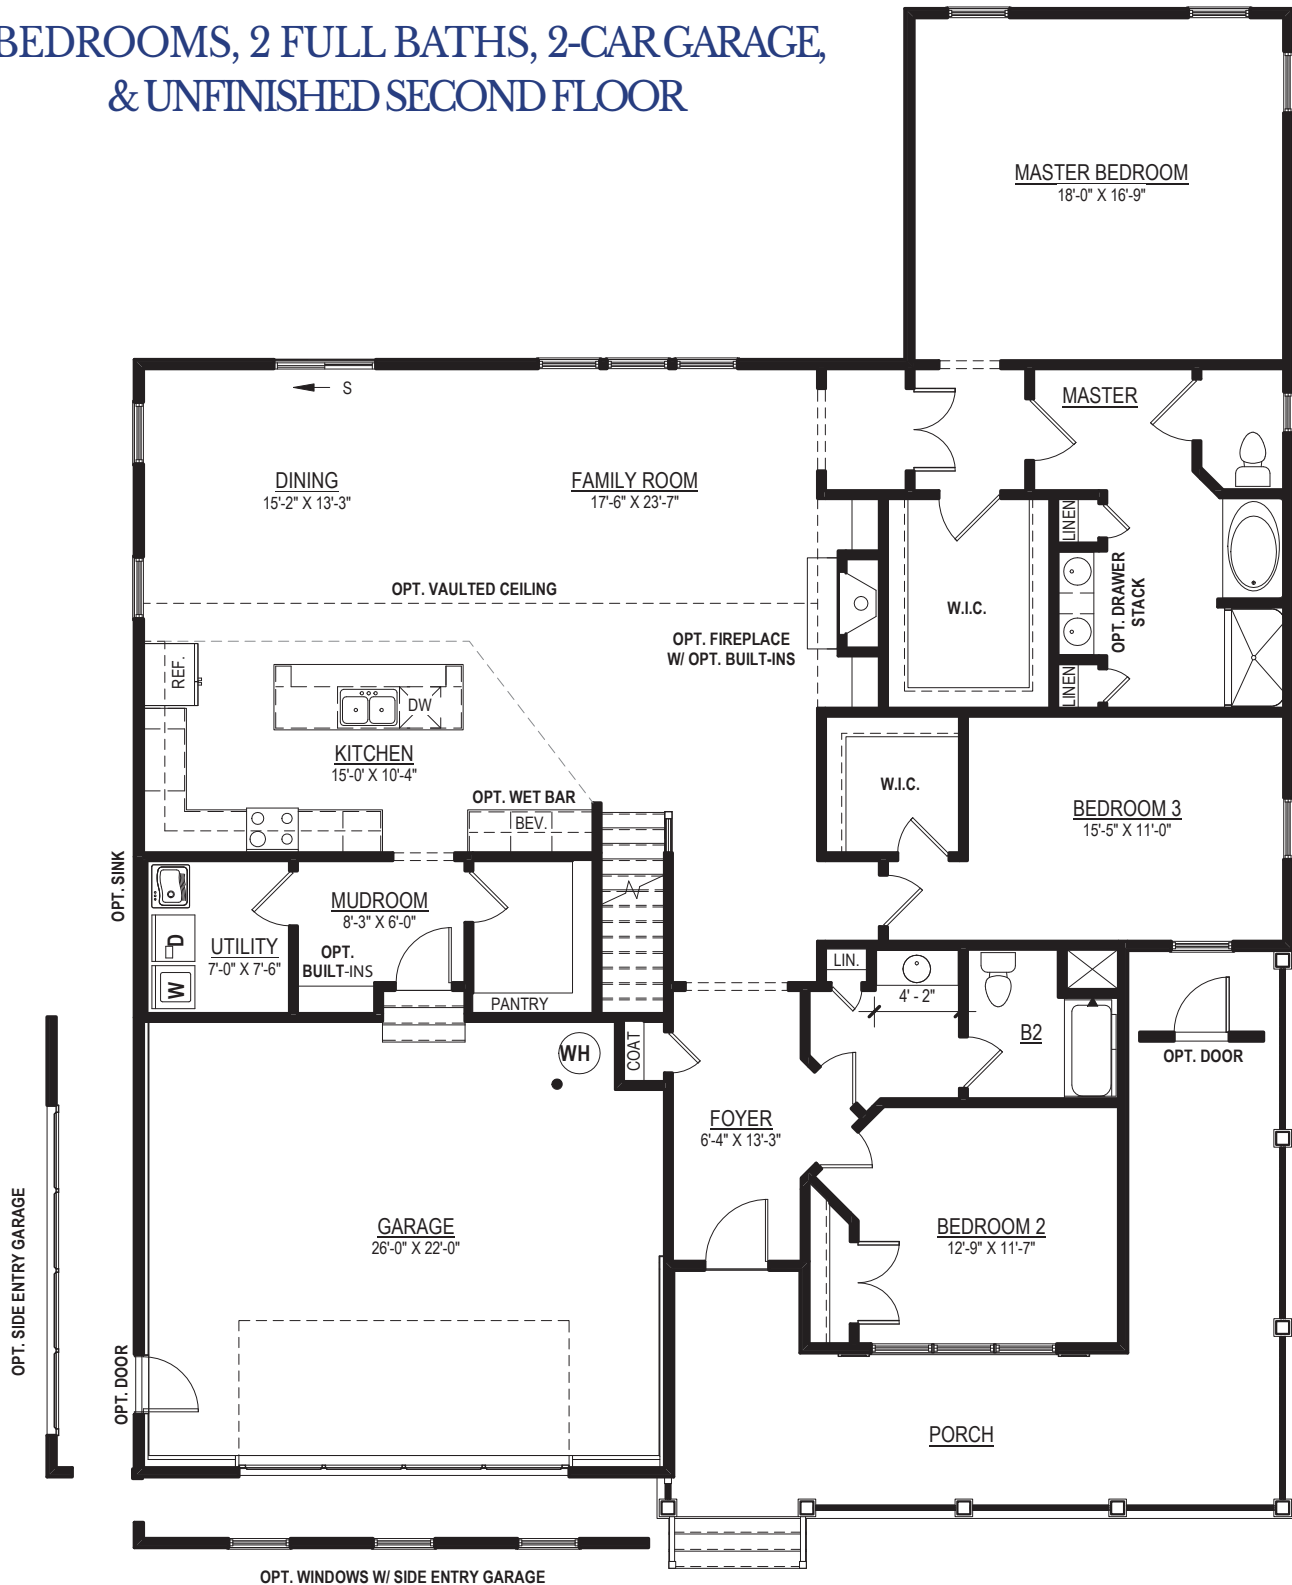 BEDROOMS, 2 FULL BATHS, 2-CAR GARAGE,
& UNFINISHED SECOND FLOOR
MASTER BEDROOM
18'-0" X 16'-9"
S
MASTER
DINING
15'-2" X 13'-3"
FAMILY ROOM
17'-6" X 23'-7"
LINEN
OPT. DRAWER
STACK
OPT. VAULTED CEILING
W.I.C.
OPT. FIREPLACE
W/ OPT. BUILT-INS
REF.
DW
LINEN
KITCHEN
15'-0' X 10'-4"
W.I.C.
OPT. WET BAR
BEV.
BEDROOM 3
15'-5" X 11'-0"
OPT. SINK
MUDROOM
8'-3" X 6'-0"
D
UTILITY
7'-0" X 7'-6"
OPT.
BUILT-INS
W
PANTRY
LIN.
4' - 2"
B2
OPT. DOOR
WH
COAT
FOYER
6'-4" X 13'-3"
OPT. SIDE ENTRY GARAGE
GARAGE
26'-0" X 22'-0"
BEDROOM 2
12'-9" X 11'-7"
OPT. DOOR
PORCH
OPT. WINDOWS W/ SIDE ENTRY GARAGE